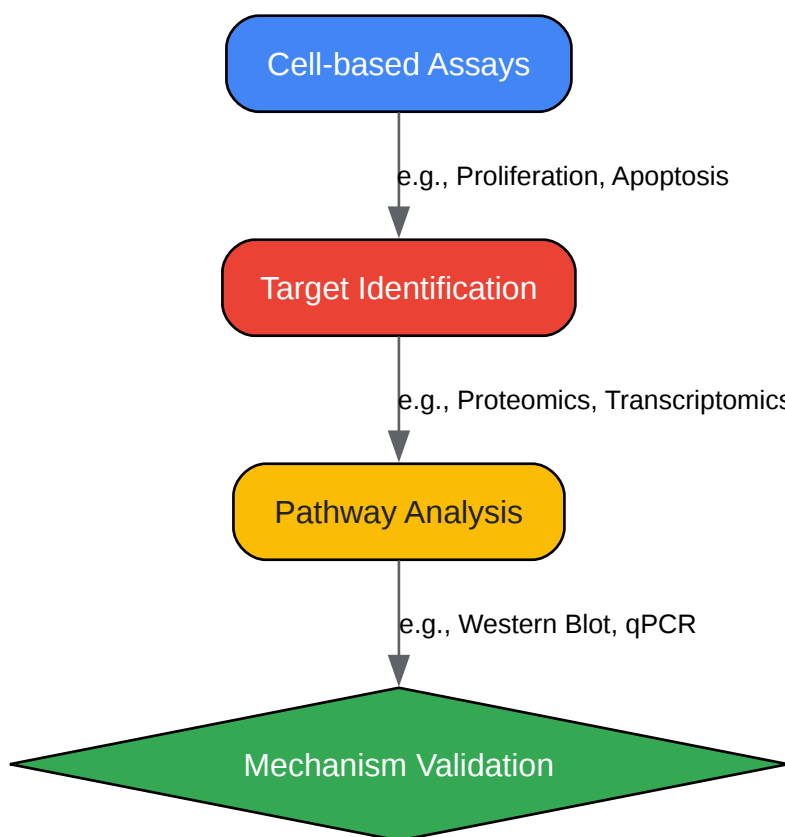 Cell-based Assays
e.g., Proliferation, Apoptosis
Target Identification
e.g., Proteomics, Transcriptomics
Pathway Analysis
e.g., Western Blot, qPCR
Mechanism Validation